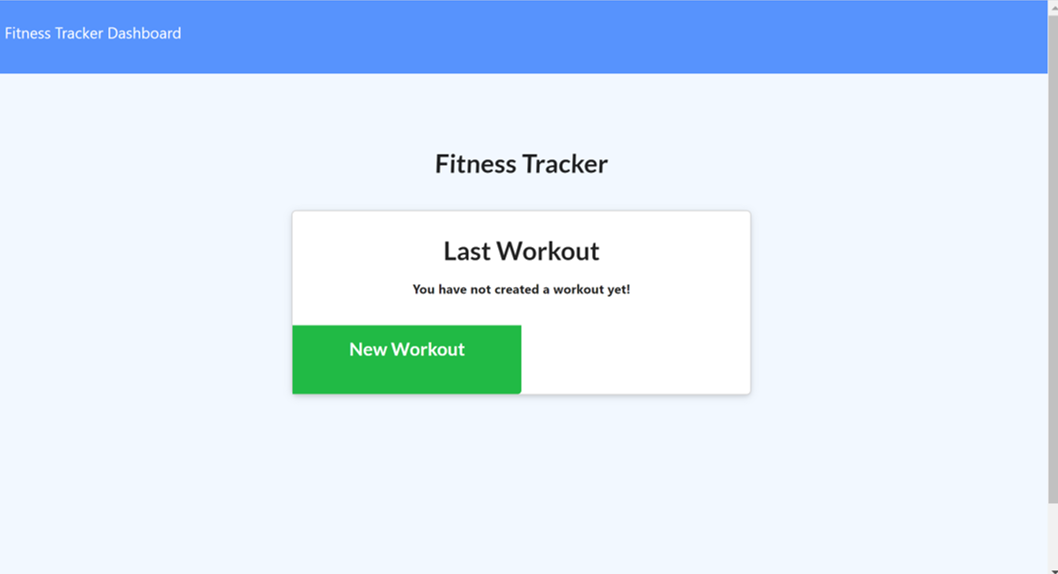 Fitness Tracker Dashboard
Fitness Tracker
Last Workout
You have not created a workout yet!
New Workout